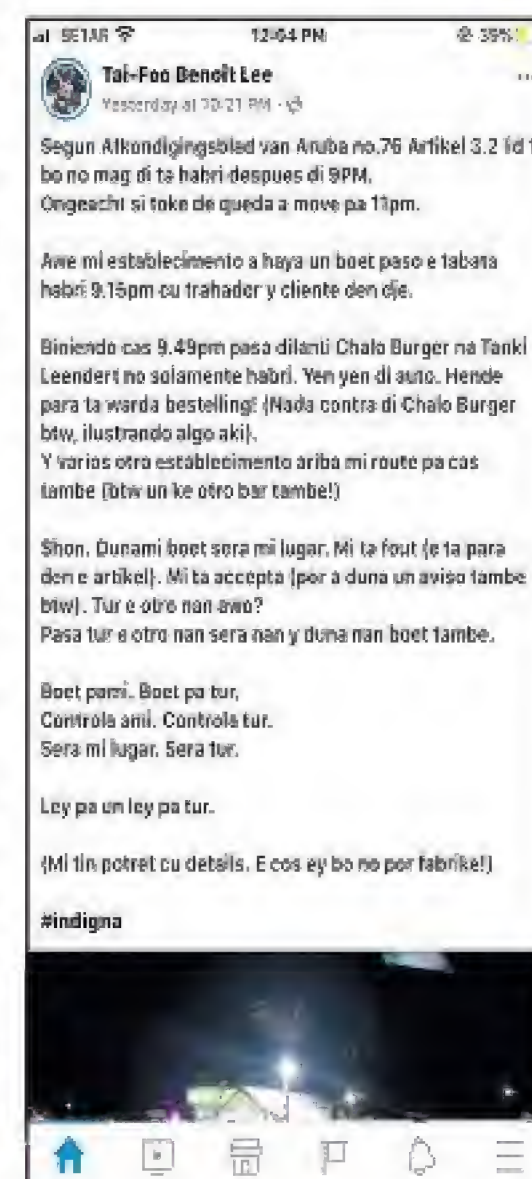 SETAR 12:04 PM 39%
Tai-Foo Benoit Lee
Yesterday at 10:21 PM
Segun Afkondigingsblad van Aruba no.76 Artikel 3.2 lid 1
bo no mag di ta habri despues di 9PM.
Ongeacht si toke de queda a move pa 11pm.
Awe mi establecimento a haya un boet paso e tabata
habri 9.15pm cu trahador y cliente den dje.
Biniendo cas 9.49pm pasa dilanti Chalo Burger na Tanki
Leendert no solamente habri. Yen yen di auto. Hende
para ta warda bestelling! (Nada contra di Chalo Burger
btw, ilustrando algo aki).
Y varios otro establecimento ariba mi route pa cas
tambe (btw un ke otro bar tambe!)
Shon. Dunami boet sera mi lugar. Mi ta fout (e ta para
den e artikel). Mi ta accepta (por a duna un aviso tambe
btw). Tur e otro nan awo?
Pasa tur e otro nan sera nan y duna nan boet tambe.
Boet pami. Boet pa tur.
Controla ami. Controla tur.
Sera mi lugar. Sera tur.
Ley pa un ley pa tur.
(Mi tin potret cu details. E cos ey bo no por fabrike!)
#indigna